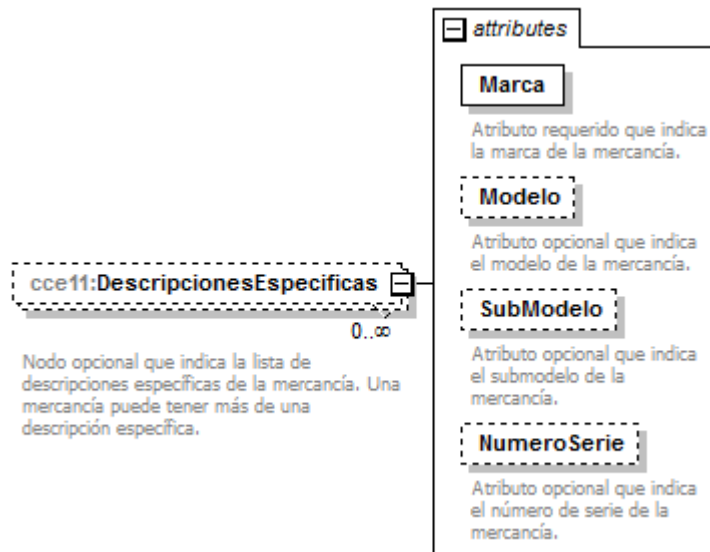 attributes
Marca
Atributo requerido que indica
la marca de la mercancía.
Modelo
Atributo opcional que indica
el modelo de la mercancía.
cce11:DescripcionesEspecificas
0..∞
Nodo opcional que indica la lista de
descripciones específicas de la mercancía. Una
mercancía puede tener más de una
descripción específica.
SubModelo
Atributo opcional que indica
el submodelo de la
mercancía.
NumeroSerie
Atributo opcional que indica
el número de serie de la
mercancía.